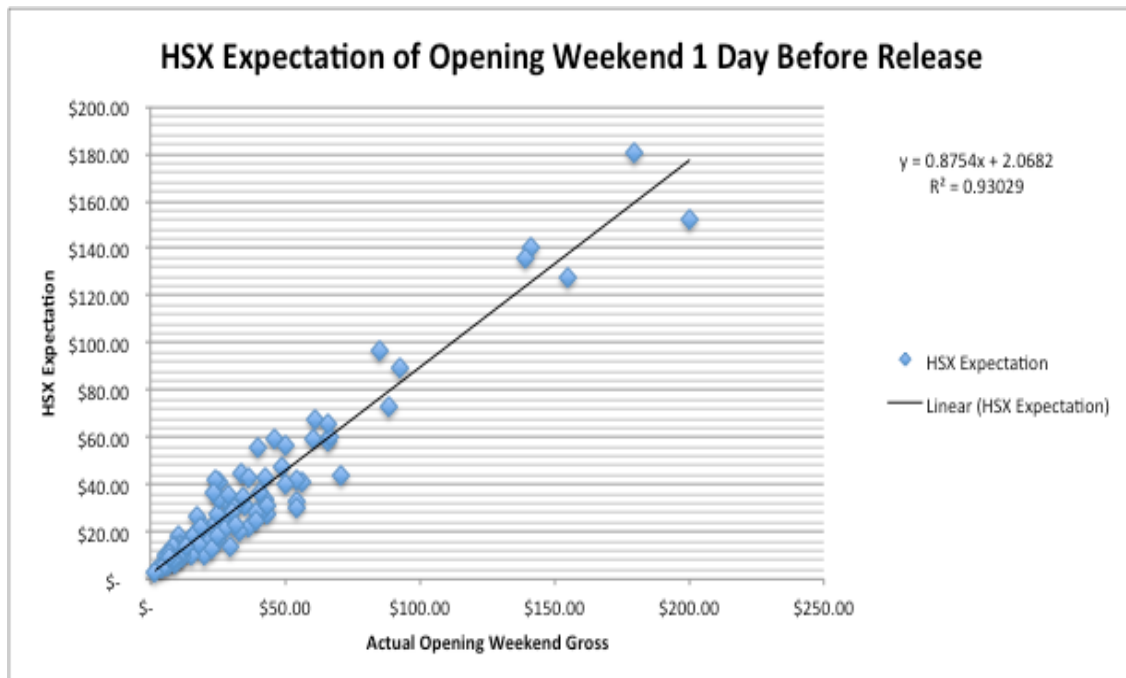 HSX Expectation of Opening Weekend 1 Day Before Release
$200.00
$180.00
$160.00
$140.00
$120.00
$100.00
$80.00
$60.00
$40.00
$20.00
$-
HSX Expectation
$-
$50.00
$100.00
$150.00
$200.00
$250.00
Actual Opening Weekend Gross
y = 0.8754x + 2.0682
R² = 0.93029
HSX Expectation
Linear (HSX Expectation)